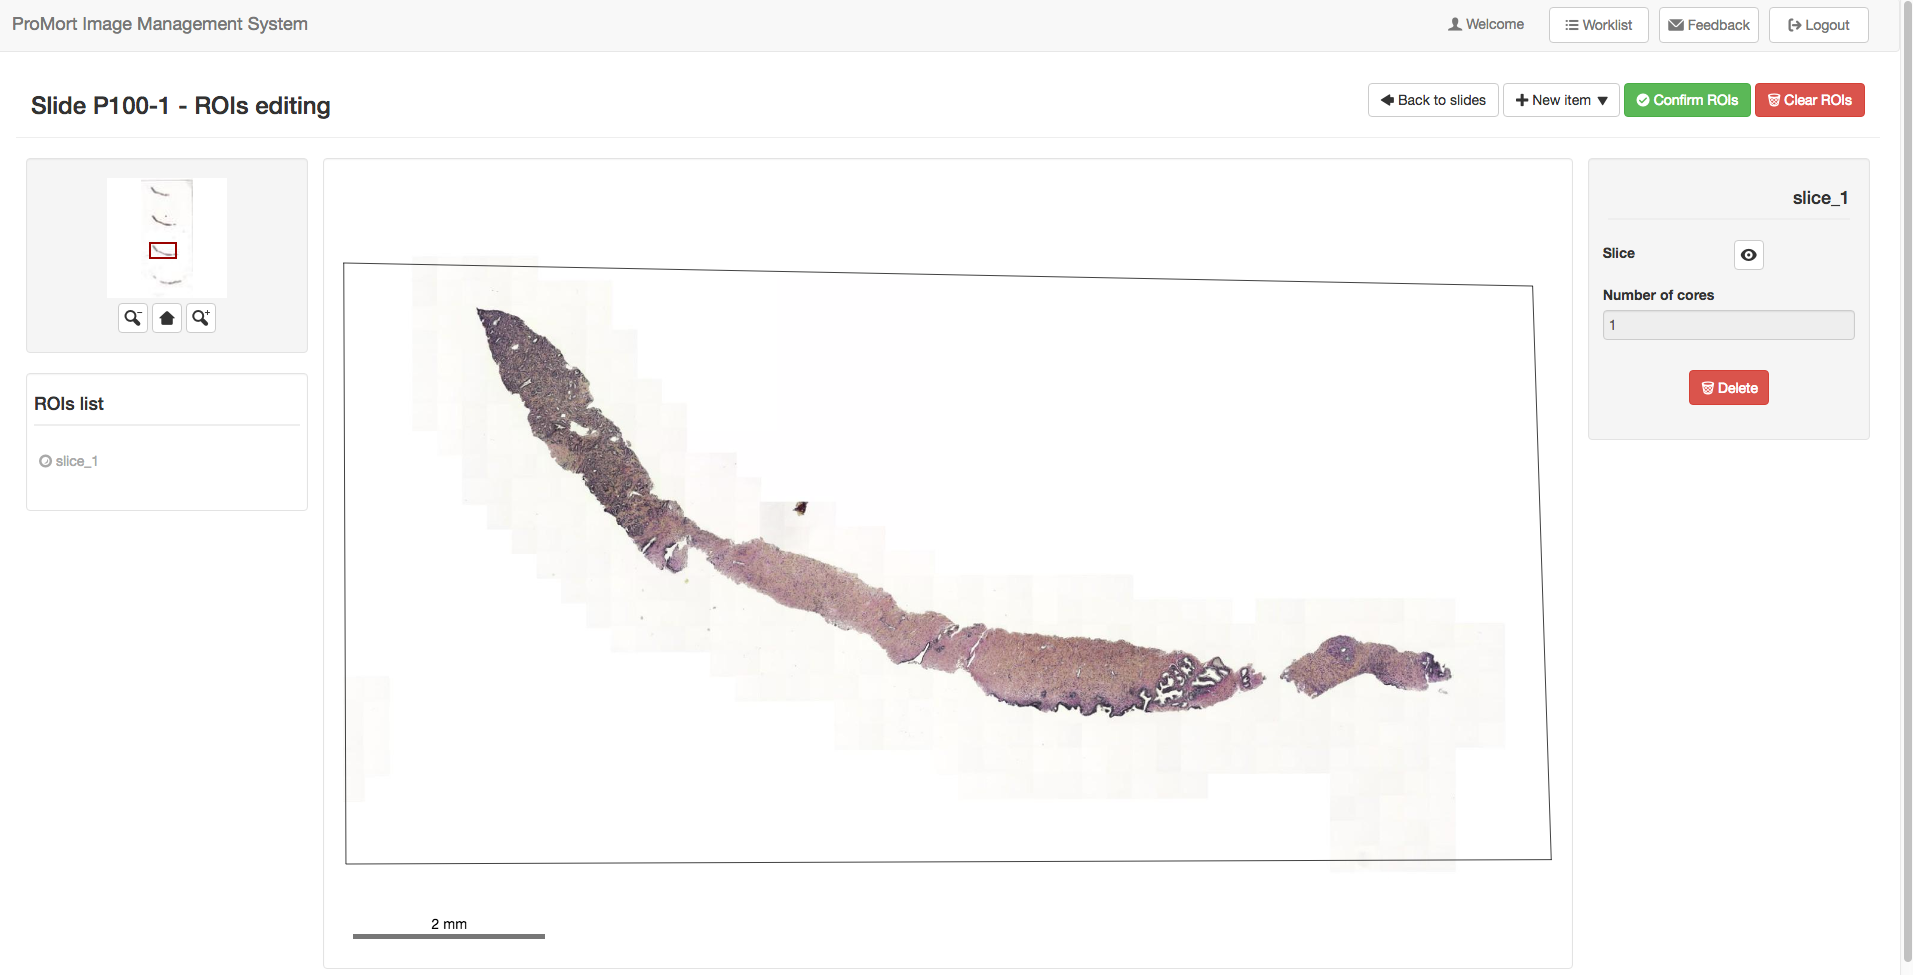 ProMort Image Management System
Welcome
Worklist
Feedback
Logout
Slide P100-1 - ROIs editing
Back to slides
New item
Confirm ROIs
Clear ROIs
slice_1
Slice
Number of cores
1
Delete
ROIs list
slice_1
2 mm